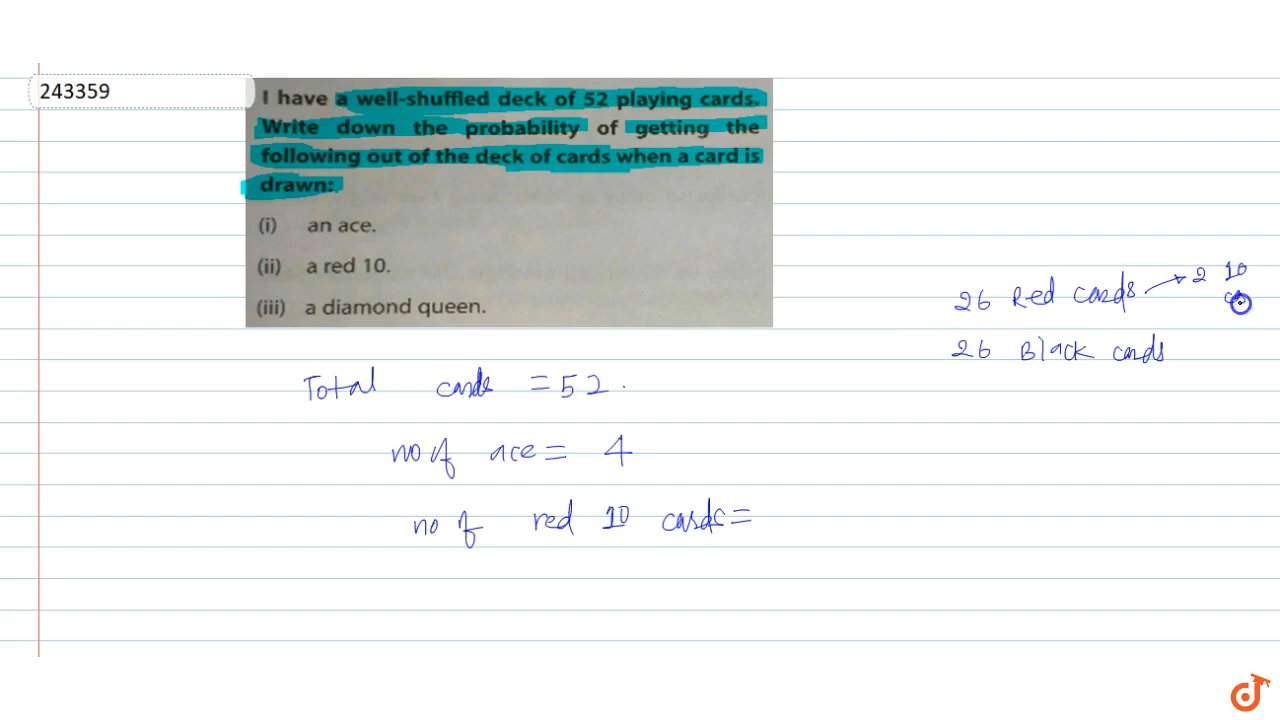 243359
I have a well-shuffled deck of 52 playing cards.
Write down the probability of getting the
following out of the deck of cards when a card is
drawn:
(i) an ace.
(ii) a red 10.
(iii) a diamond queen.
26 Red cards → 2 10
26 Black cards
Total cards = 52.
no of ace = 4
no of red 10 cards =